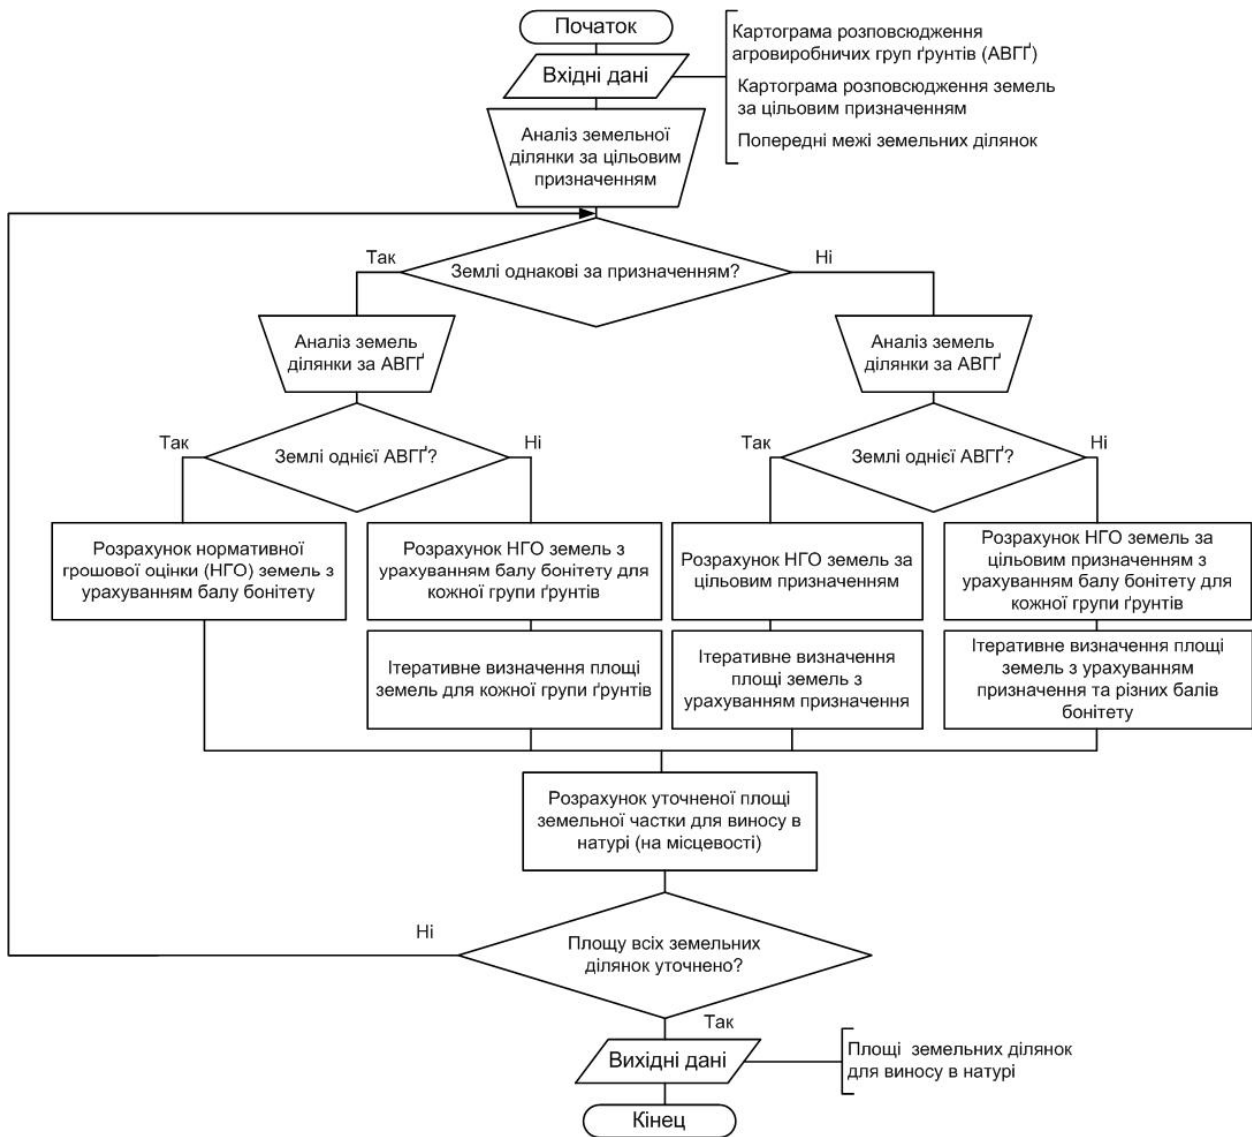 Початок
Вхідні дані
Картограма розповсюдження
агровиробничих груп ґрунтів (АВГҐ)
Картограма розповсюдження земель
за цільовим призначенням
Попередні межі земельних ділянок
Аналіз земельної
ділянки за цільовим
призначенням
Так
Землі однакові за призначенням?
Ні
Аналіз земель
ділянки за АВГҐ
Аналіз земель
ділянки за АВГҐ
Так
Землі однієї АВГҐ?
Ні
Так
Землі однієї АВГҐ?
Ні
Розрахунок нормативної
грошової оцінки (НГО) земель з
урахуванням балу бонітету
Розрахунок НГО земель з
урахуванням балу бонітету для
кожної групи ґрунтів
Розрахунок НГО земель за
цільовим призначенням
Розрахунок НГО земель за
цільовим призначенням з
урахуванням балу бонітету для
кожної групи ґрунтів
Ітеративне визначення площі
земель для кожної групи ґрунтів
Ітеративне визначення
площі земель з
урахуванням призначення
Ітеративне визначення площі
земель з урахуванням
призначення та різних балів
бонітету
Розрахунок уточненої площі
земельної частки для виносу в
натурі (на місцевості)
Ні
Площу всіх земельних
ділянок уточнено?
Так
Вихідні дані
Площі земельних ділянок
для виносу в натурі
Кінец